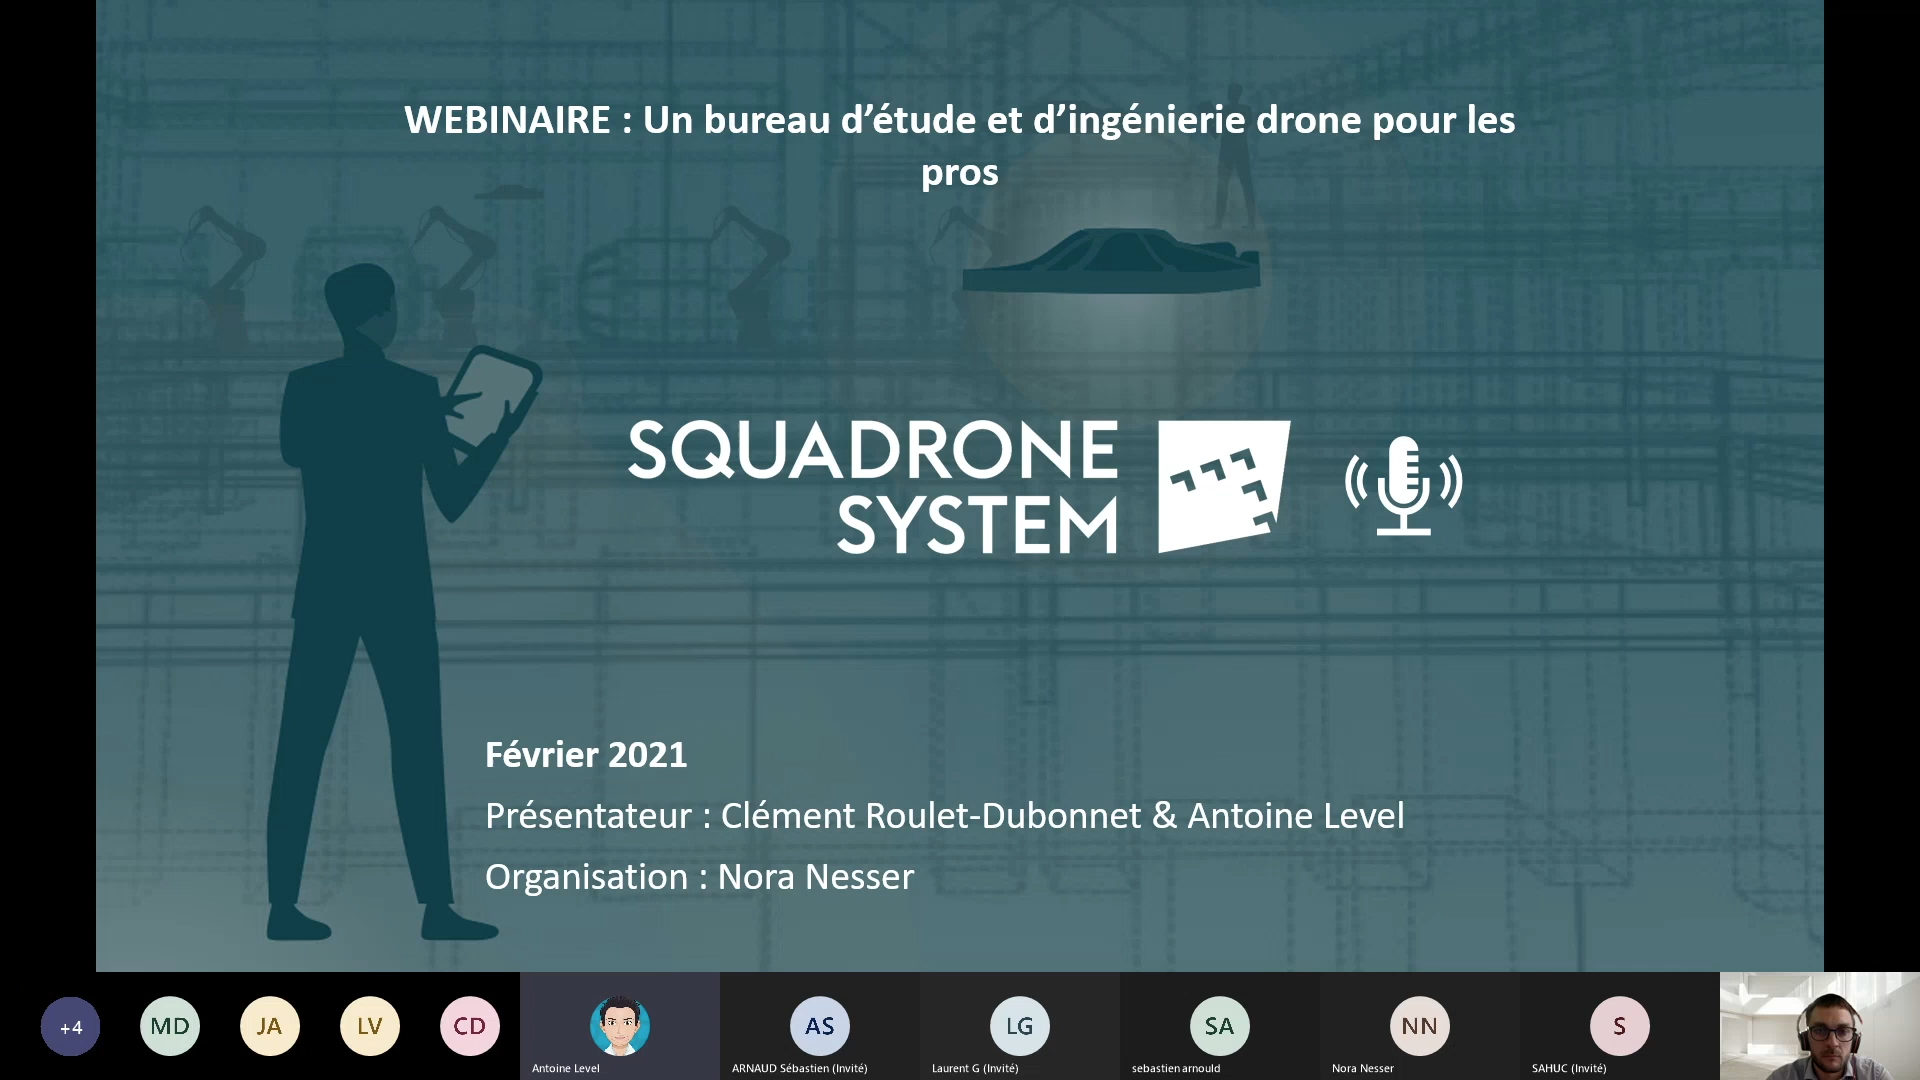 WEBINAIRE : Un bureau d’étude et d’ingénierie drone pour les
pros
SQUADRONE
SYSTEM
Février 2021
Présentateur : Clément Roulet-Dubonnet & Antoine Level
Organisation : Nora Nesser
+4
MD
JA
LV
CD
Antoine Level
AS
ARNAUD Sébastien (Invité)
LG
Laurent G (Invité)
SA
sebastien arnould
NN
Nora Nesser
S
SAHUC (Invité)